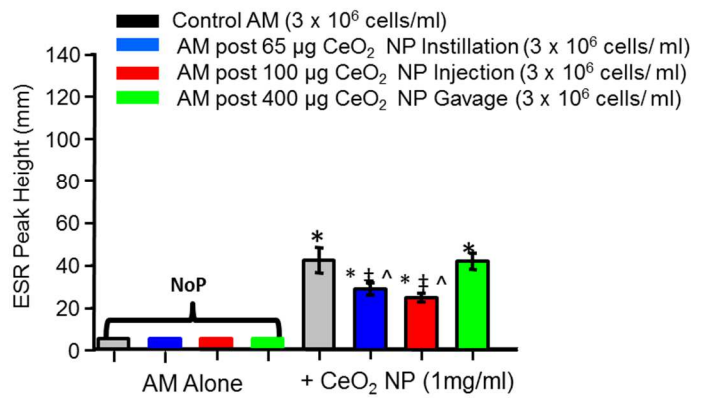 Control AM (3 x 10⁶ cells/ml)
AM post 65 µg CeO₂ NP Instillation (3 x 10⁶ cells/ ml)
AM post 100 µg CeO₂ NP Injection (3 x 10⁶ cells/ ml)
AM post 400 µg CeO₂ NP Gavage (3 x 10⁶ cells/ ml)
ESR Peak Height (mm)
140
120
100
80
60
40
20
0
NoP
*
* ‡ ^
* ‡ ^
*
AM Alone
+ CeO₂ NP (1mg/ml)